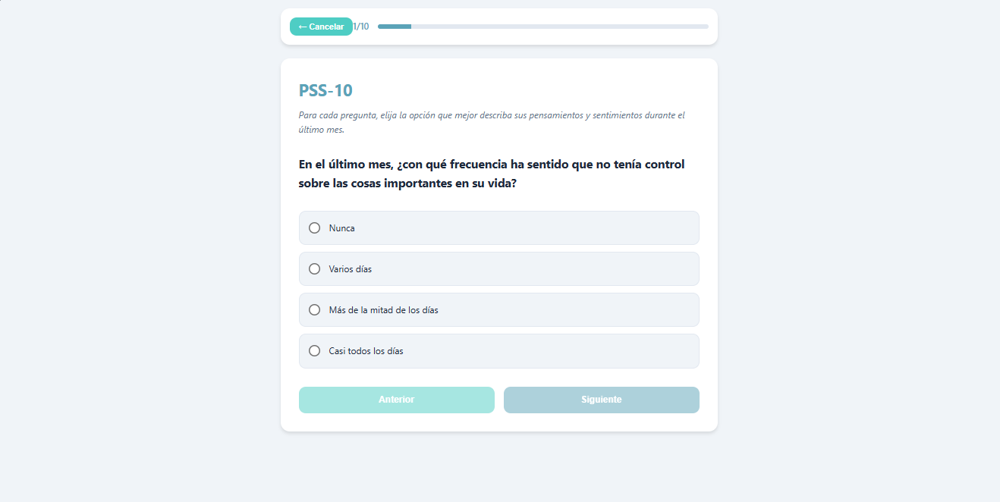 ← Cancelar 1/10
PSS-10
Para cada pregunta, elija la opción que mejor describa sus pensamientos y sentimientos durante el
último mes.
En el último mes, ¿con qué frecuencia ha sentido que no tenía control
sobre las cosas importantes en su vida?
Nunca
Varios días
Más de la mitad de los días
Casi todos los días
Anterior Siguiente